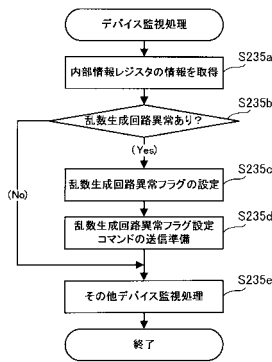 デバイス監視処理
S235a
内部情報レジスタの情報を取得
S235b
乱数生成回路異常あり?
(Yes)
(No)
S235c
乱数生成回路異常フラグの設定
S235d
乱数生成回路異常フラグ設定
コマンドの送信準備
S235e
その他デバイス監視処理
終了